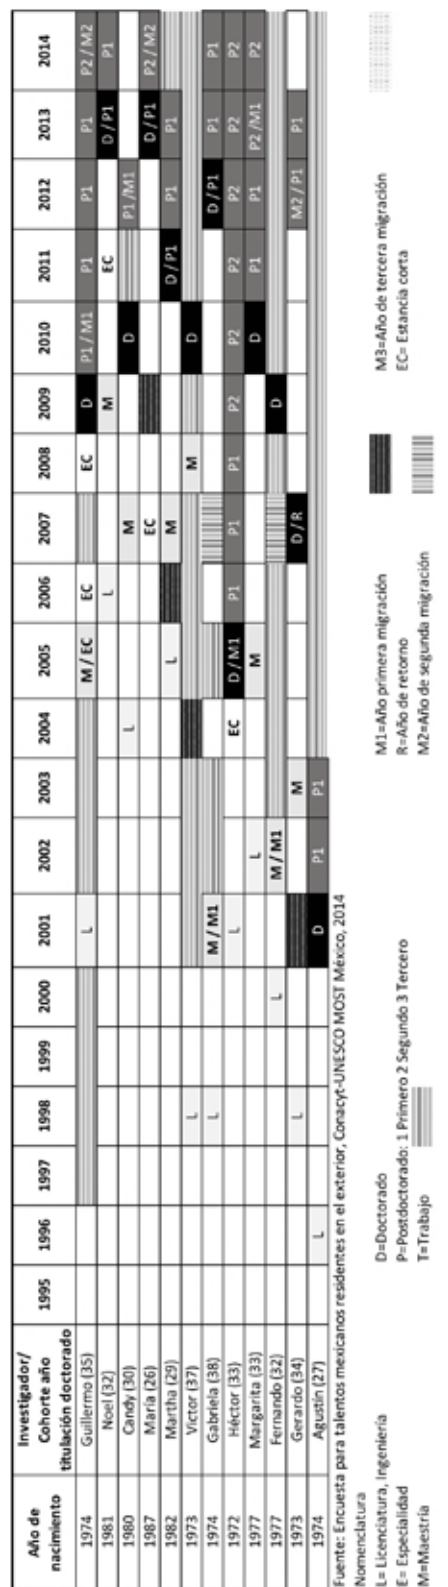 Año de nacimiento Investigador/ Cohorte año titulación doctorado 1995 1996 1997 1998 1999 2000 2001 2002 2003 2004 2005 2006 2007 2008 2009 2010 2011 2012 2013 2014
1974 Guillermo (35) L M / EC EC EC D P1 / M1 P1 P1 P1 P2 / M2
1981 Noel (32) L M EC D / P1 P1
1980 Candy (30) L M D P1 /M1
1987 María (26) EC D / P1 P2 / M2
1982 Martha (29) L M D / P1 P1 P1
1973 Victor (37) L M D
1974 Gabriela (38) L M / M1 D / P1 P1 P1
1972 Héctor (33) L EC D / M1 P1 P1 P1 P2 P2 P2 P2 P2 P2
1977 Margarita (33) L M D P1 P1 P2 /M1 P2
1977 Fernando (32) L M / M1 D
1973 Gerardo (34) L M D / R M2 / P1 P1
1974 Agustín (27) L D P1 P1
Fuente: Encuesta para talentos mexicanos residentes en el exterior, Conacyt-UNESCO MOST México, 2014
Nomenclatura
L= Licenciatura, Ingeniería D=Doctorado M1=Año primera migración M3=Año de tercera migración
E= Especialidad P=Postdoctorado: 1 Primero 2 Segundo 3 Tercero R=Año de retorno EC= Estancia corta
M=Maestría T=Trabajo M2=Año de segunda migración